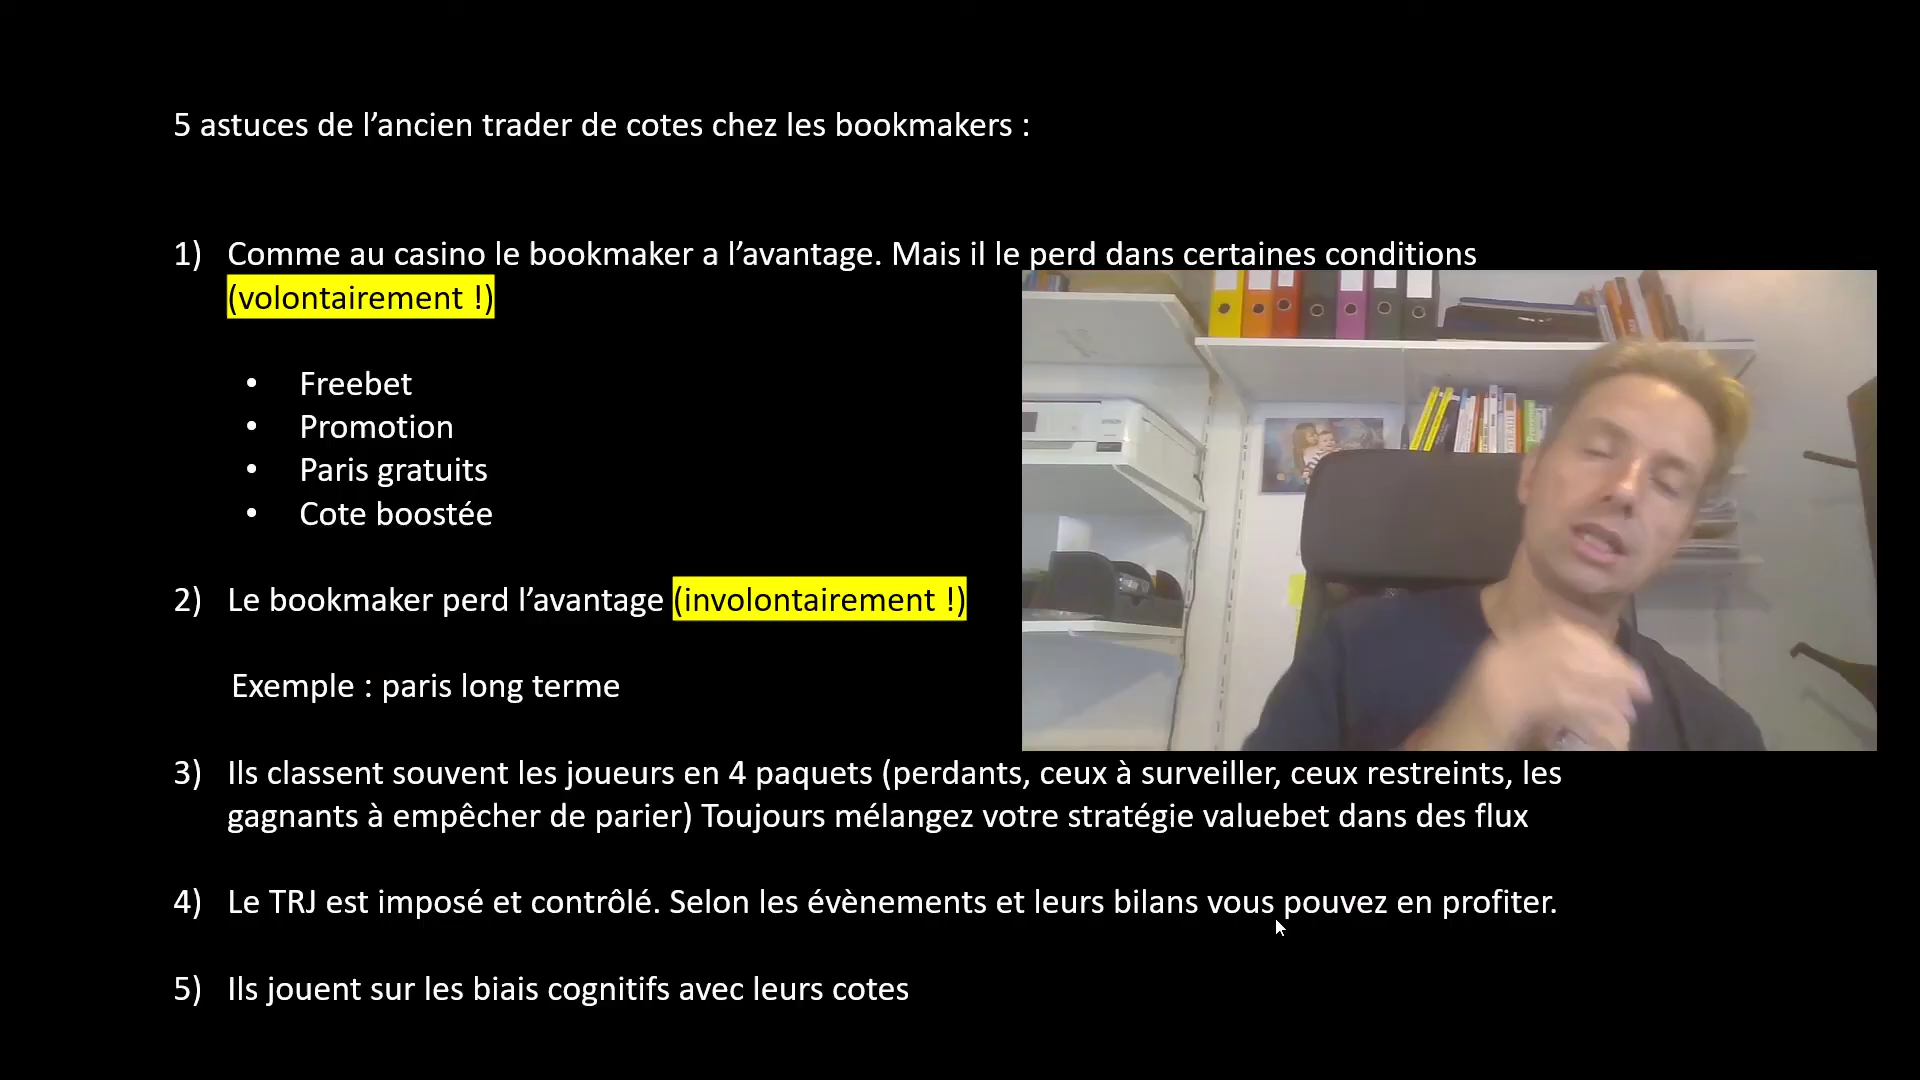 5 astuces de l’ancien trader de cotes chez les bookmakers :
1) Comme au casino le bookmaker a l’avantage. Mais il le perd dans certaines conditions
(volontairement !)
• Freebet
• Promotion
• Paris gratuits
• Cote boostée
2) Le bookmaker perd l’avantage (involontairement !)
Exemple : paris long terme
3) Ils classent souvent les joueurs en 4 paquets (perdants, ceux à surveiller, ceux restreints, les
gagnants à empêcher de parier) Toujours mélangez votre stratégie valuebet dans des flux
4) Le TRJ est imposé et contrôlé. Selon les évènements et leurs bilans vous pouvez en profiter.
5) Ils jouent sur les biais cognitifs avec leurs cotes